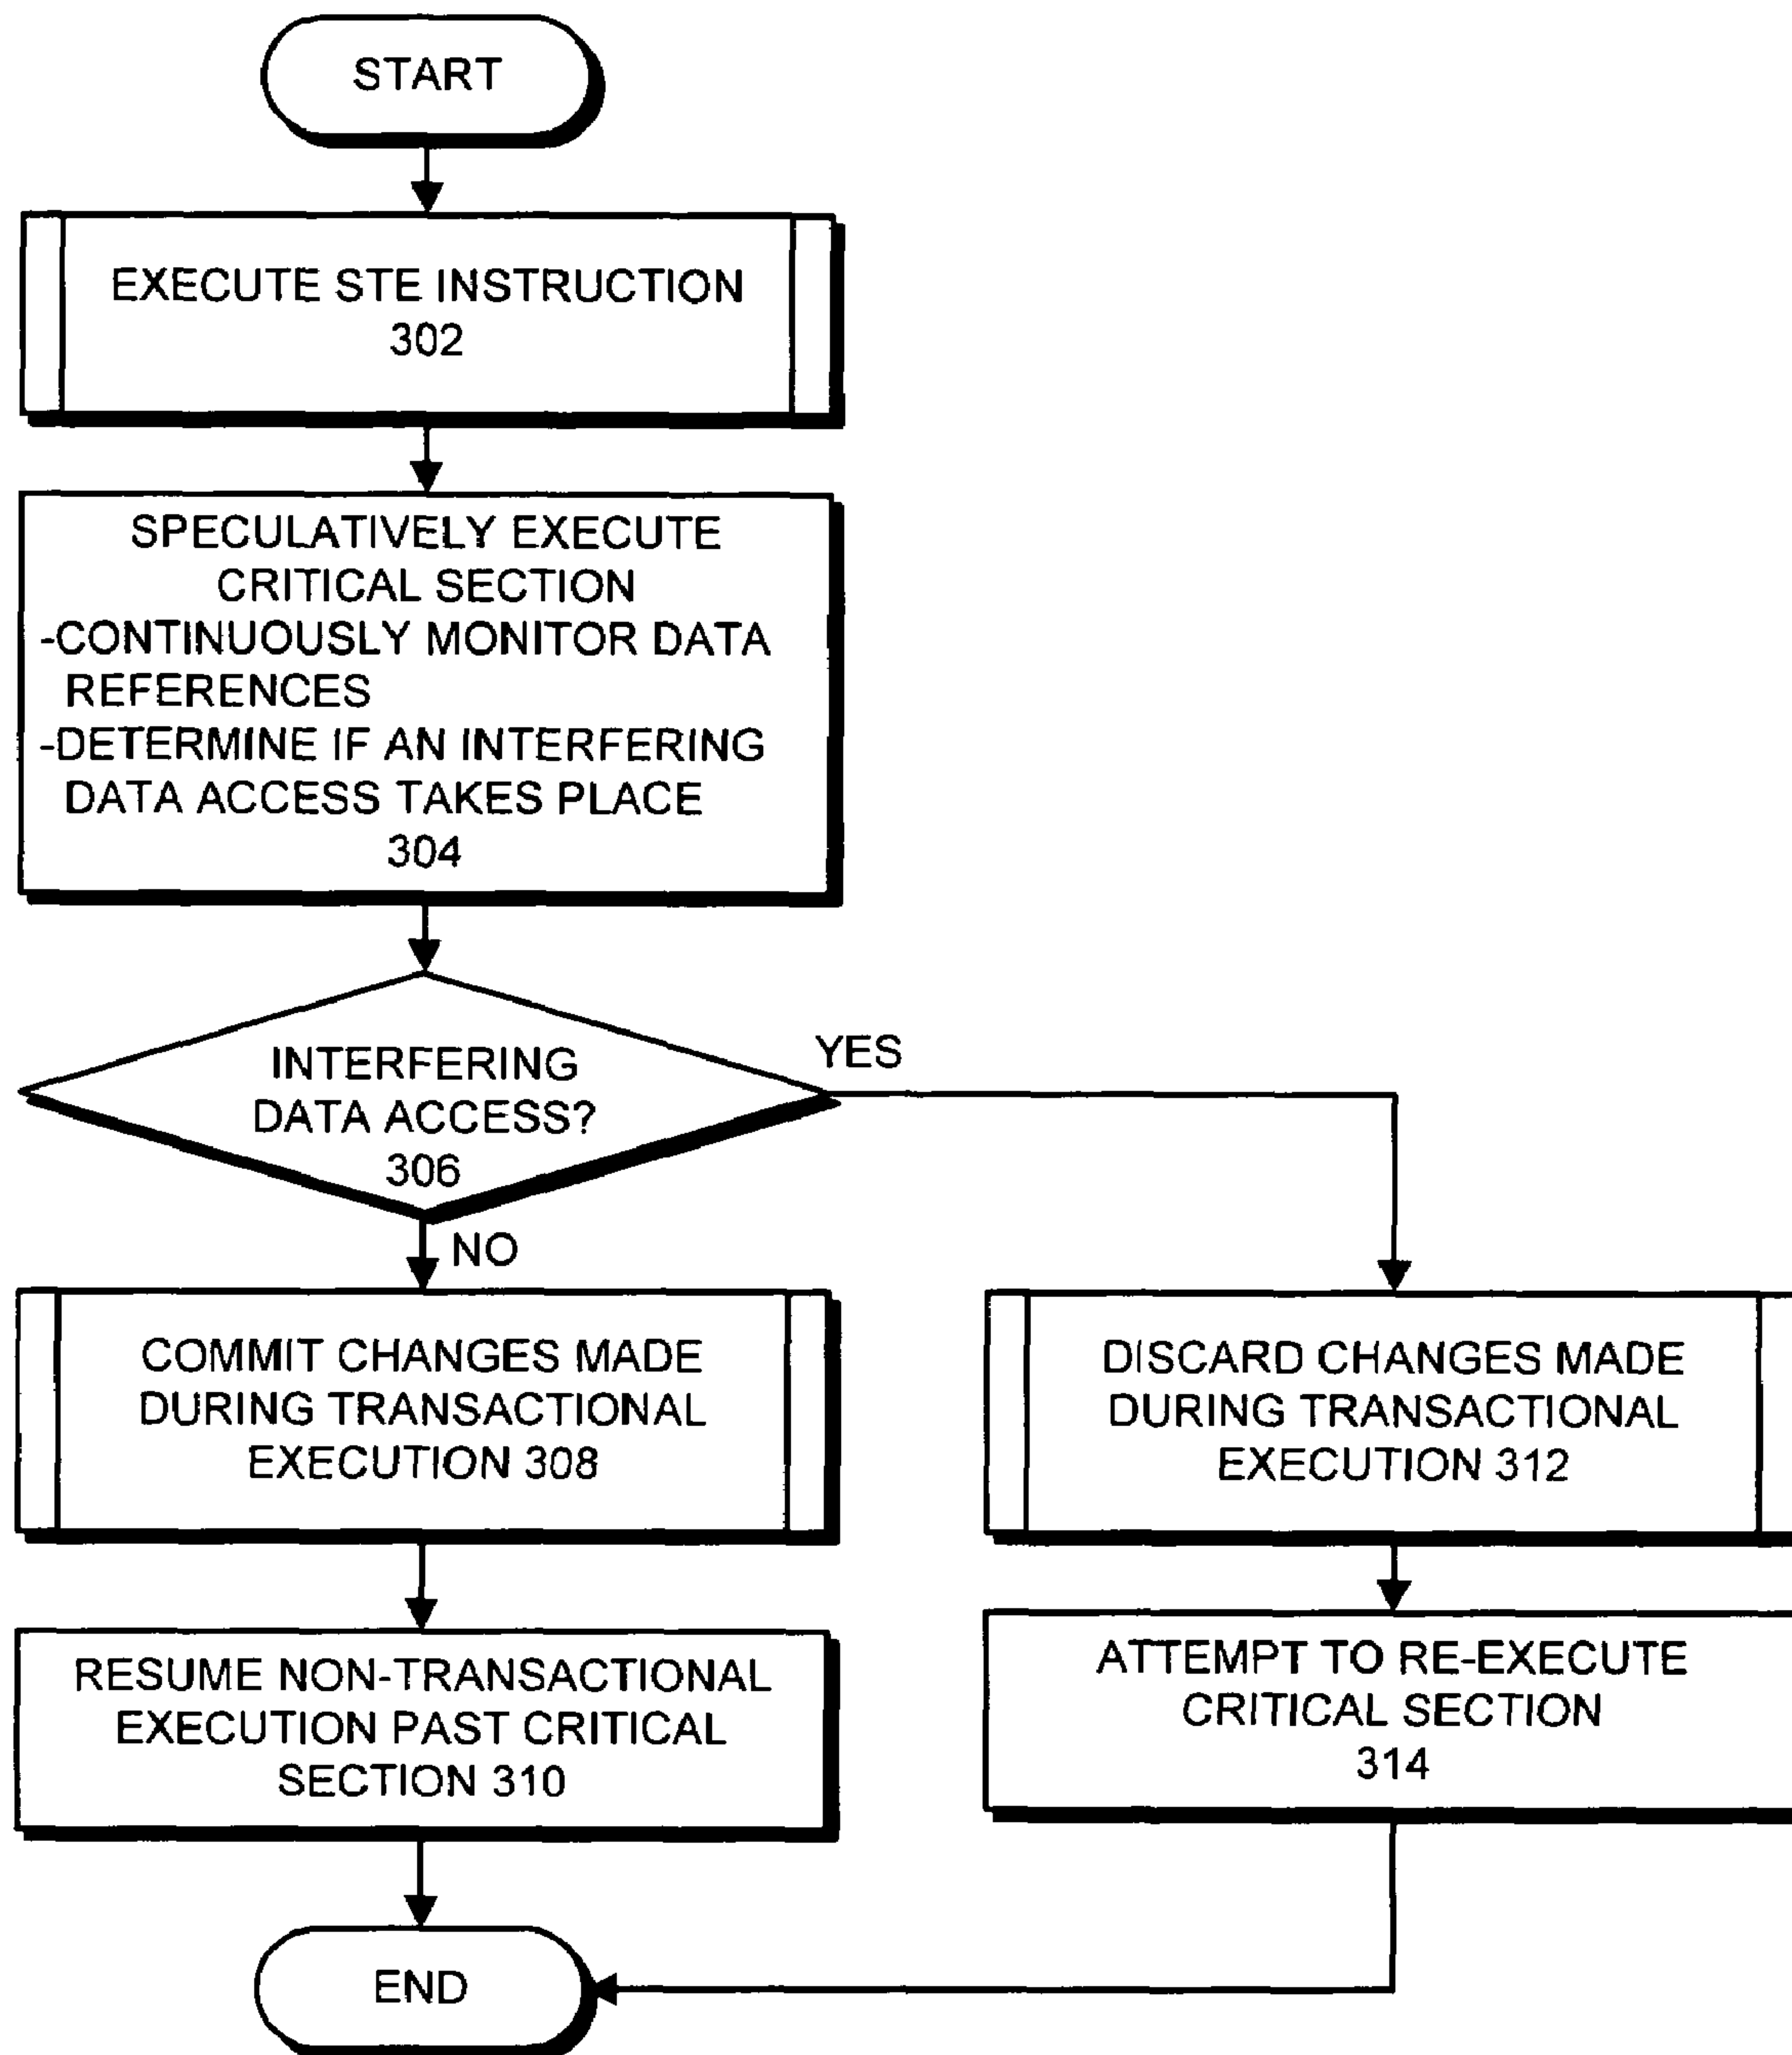 START
EXECUTE STE INSTRUCTION
302
SPECULATIVELY EXECUTE
CRITICAL SECTION
-CONTINUOUSLY MONITOR DATA
REFERENCES
-DETERMINE IF AN INTERFERING
DATA ACCESS TAKES PLACE
304
INTERFERING
DATA ACCESS?
306
YES
NO
COMMIT CHANGES MADE
DURING TRANSACTIONAL
EXECUTION 308
DISCARD CHANGES MADE
DURING TRANSACTIONAL
EXECUTION 312
RESUME NON-TRANSACTIONAL
EXECUTION PAST CRITICAL
SECTION 310
ATTEMPT TO RE-EXECUTE
CRITICAL SECTION
314
END